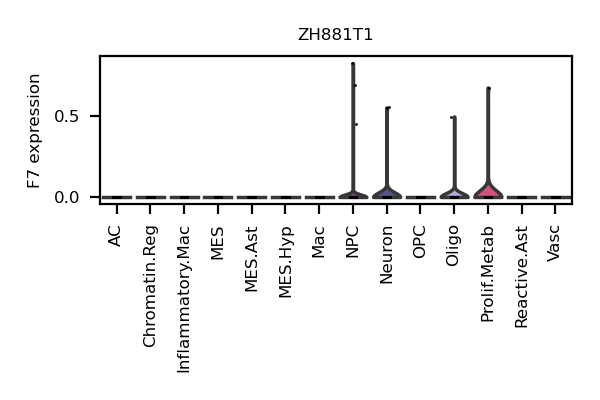 ZH881T1
F7 expression
0.5
0.0
AC
Chromatin.Reg
Inflammatory.Mac
MES
MES.Ast
MES.Hyp
Mac
NPC
Neuron
OPC
Oligo
Prolif.Metab
Reactive.Ast
Vasc